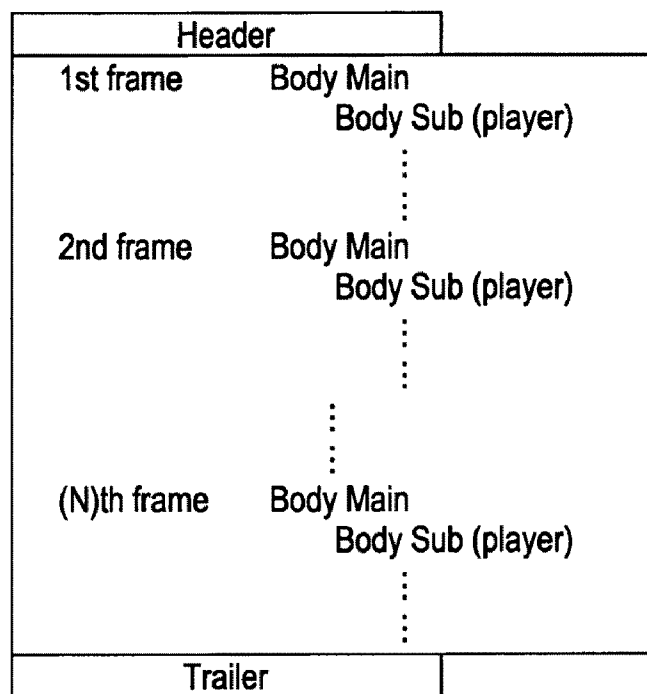 Header
1st frame Body Main
Body Sub (player)
2nd frame Body Main
Body Sub (player)
(N)th frame Body Main
Body Sub (player)
Trailer